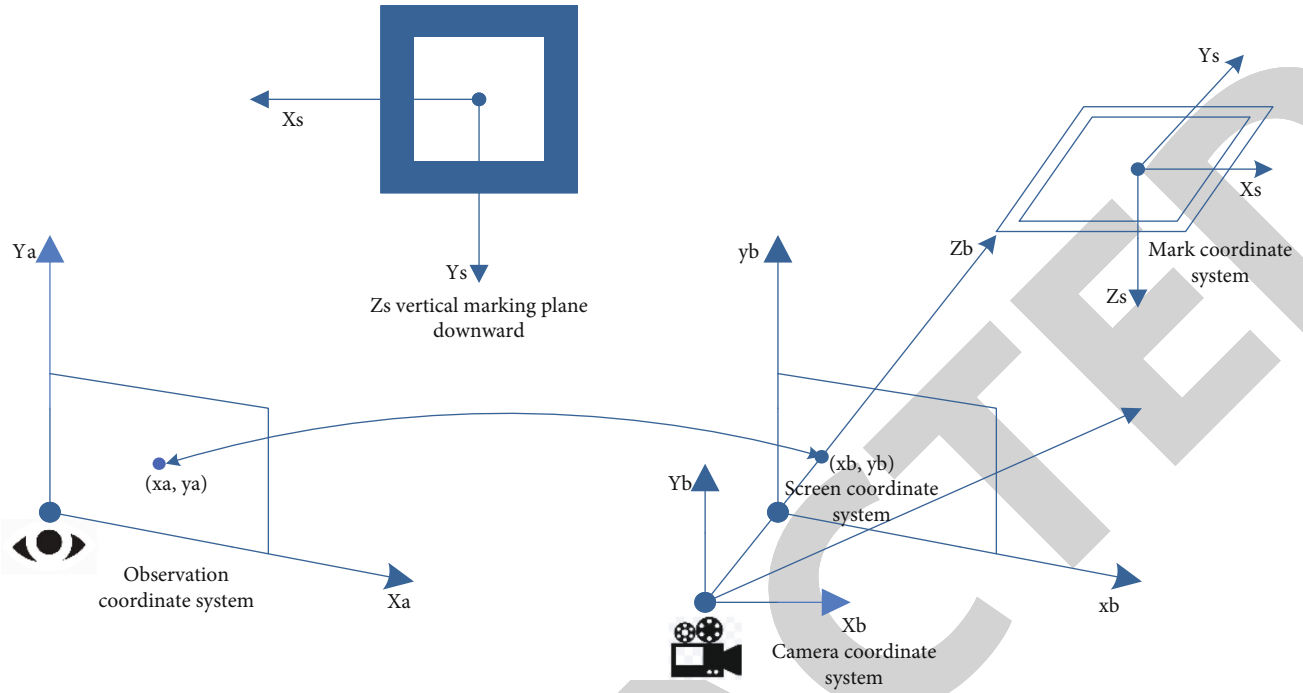 Xs
Ys
Zs vertical marking plane
downward
Ya
(xa, ya)
Observation
coordinate system
Xa
Ys
Xs
Mark coordinate
system
Zs
Zb
yb
(xb, yb)
Screen coordinate
system
Yb
xb
Xb
Camera coordinate
system
CTED